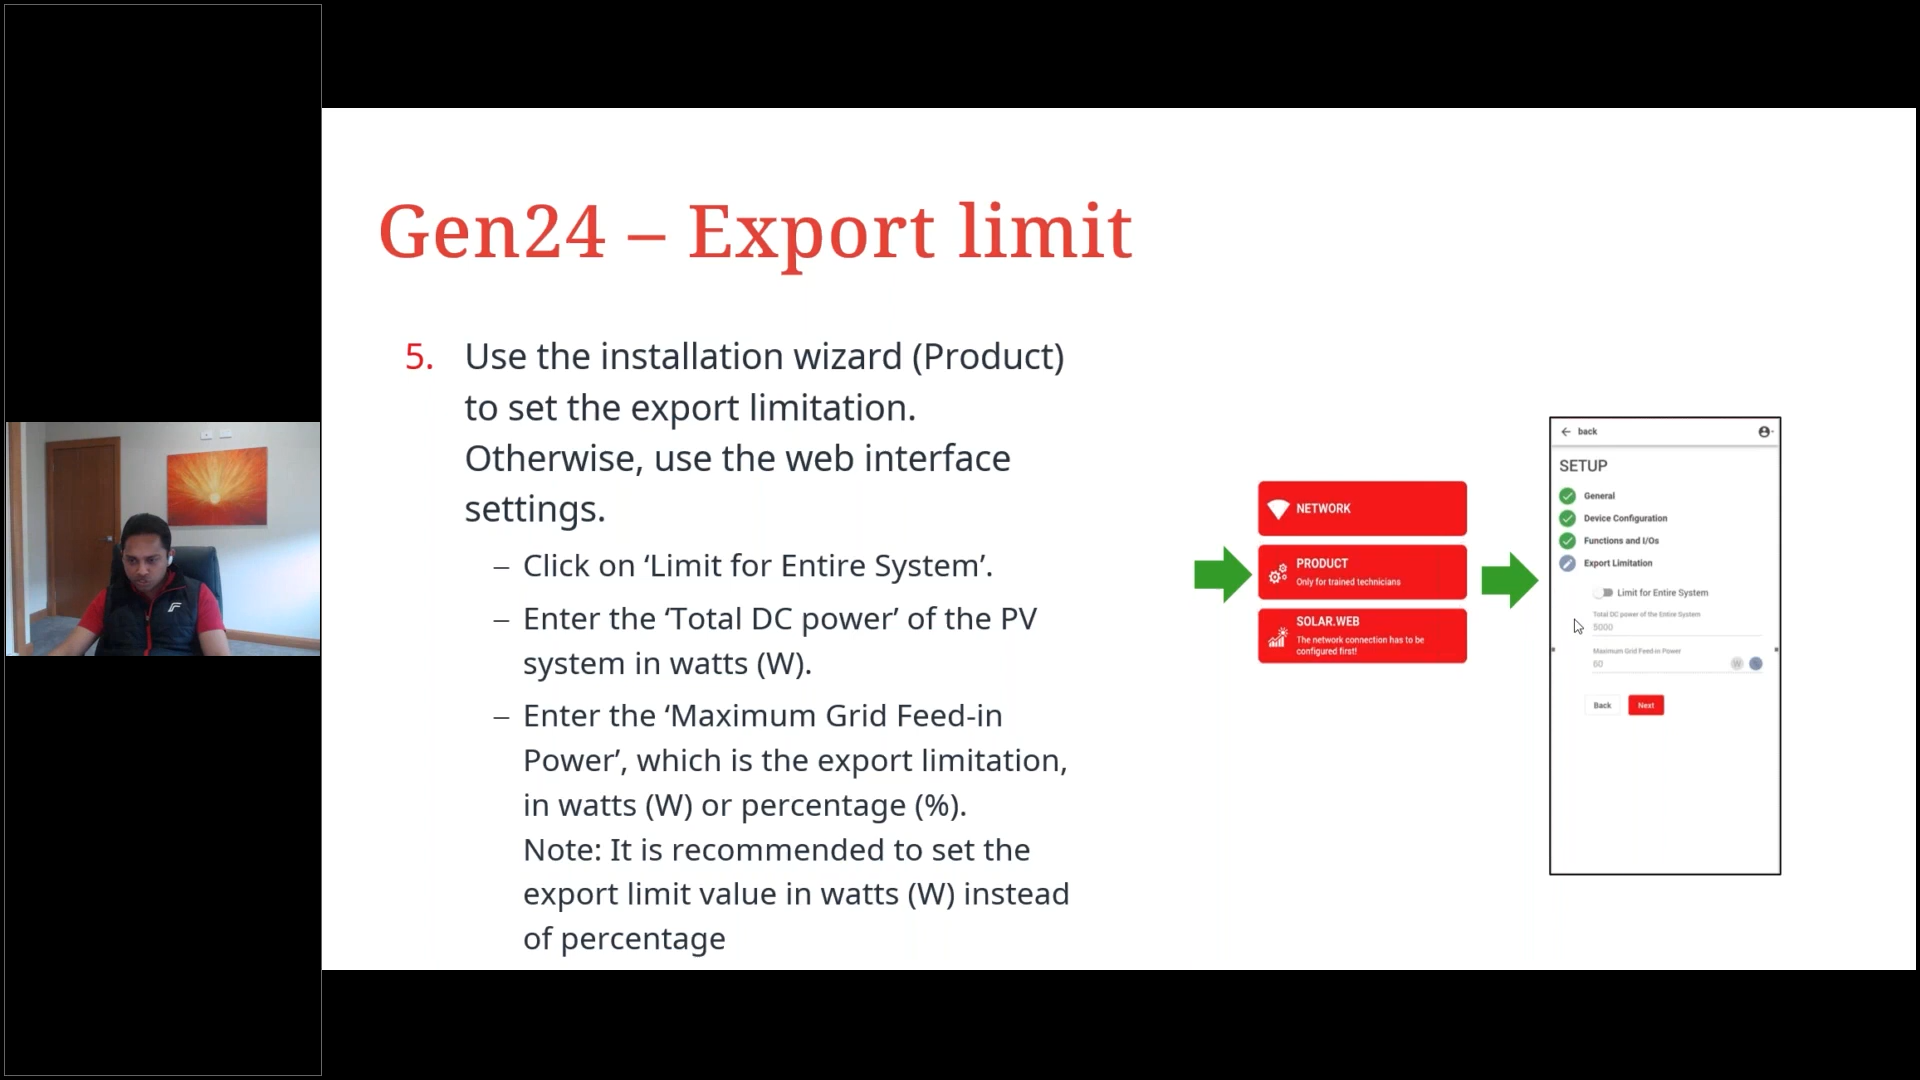 Gen24 – Export limit
5. Use the installation wizard (Product)
to set the export limitation.
Otherwise, use the web interface
settings.
– Click on ‘Limit for Entire System’.
– Enter the ‘Total DC power’ of the PV
system in watts (W).
– Enter the ‘Maximum Grid Feed-in
Power’, which is the export limitation,
in watts (W) or percentage (%).
Note: It is recommended to set the
export limit value in watts (W) instead
of percentage
NETWORK
PRODUCT
Only for trained technicians
SOLAR.WEB
The network connection has to be
configured first!
back
SETUP
General
Device Configuration
Functions and I/Os
Export Limitation
Limit for Entire System
Total DC power of the Entire System
5000
Maximum Grid Feed-in Power
60 W %
Back Next